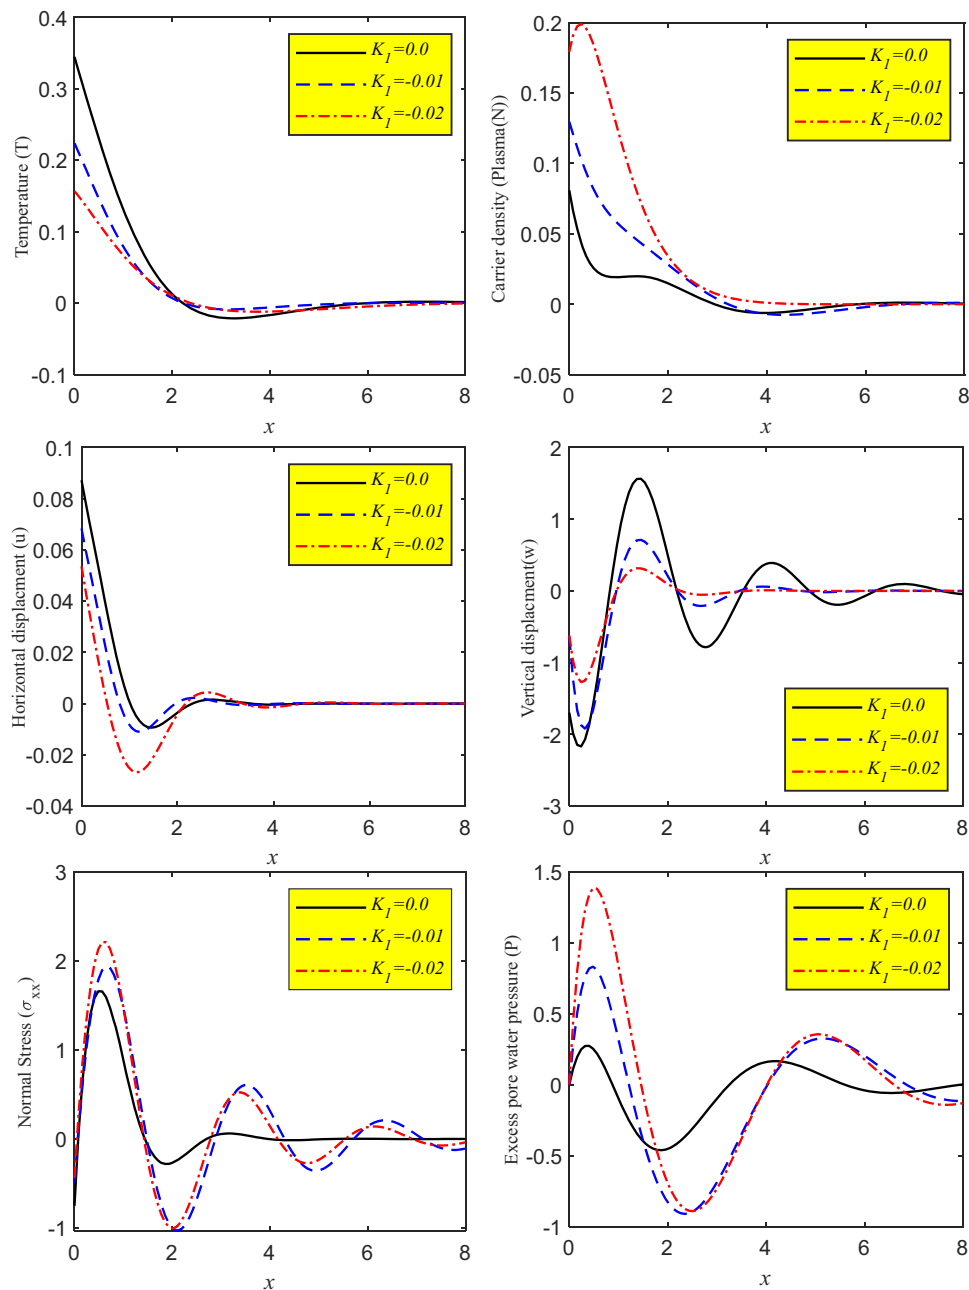 0.4
0.3
0.2
0.1
0
-0.1
Temperature (T)
K1=0.0
K1=-0.01
K1=-0.02
0 2 4 6 8
x
0.2
0.15
0.1
0.05
0
-0.05
Carrier density (Plasma(N))
K1=0.0
K1=-0.01
K1=-0.02
0 2 4 6 8
x
0.1
0.08
0.06
0.04
0.02
0
-0.02
-0.04
Horizontal displacment (u)
K1=0.0
K1=-0.01
K1=-0.02
0 2 4 6 8
x
2
1
0
-1
-2
-3
Vertical displacment(w)
K1=0.0
K1=-0.01
K1=-0.02
0 2 4 6 8
x
3
2
1
0
-1
Normal Stress (σxx)
K1=0.0
K1=-0.01
K1=-0.02
0 2 4 6 8
x
1.5
1
0.5
0
-0.5
-1
Excess pore water pressure (P)
K1=0.0
K1=-0.01
K1=-0.02
0 2 4 6 8
x